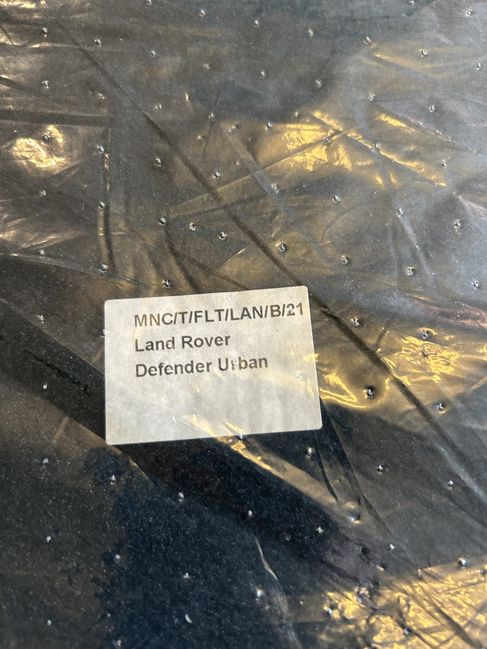 MNC/T/FLT/LAN/B/21
Land Rover
Defender Urban